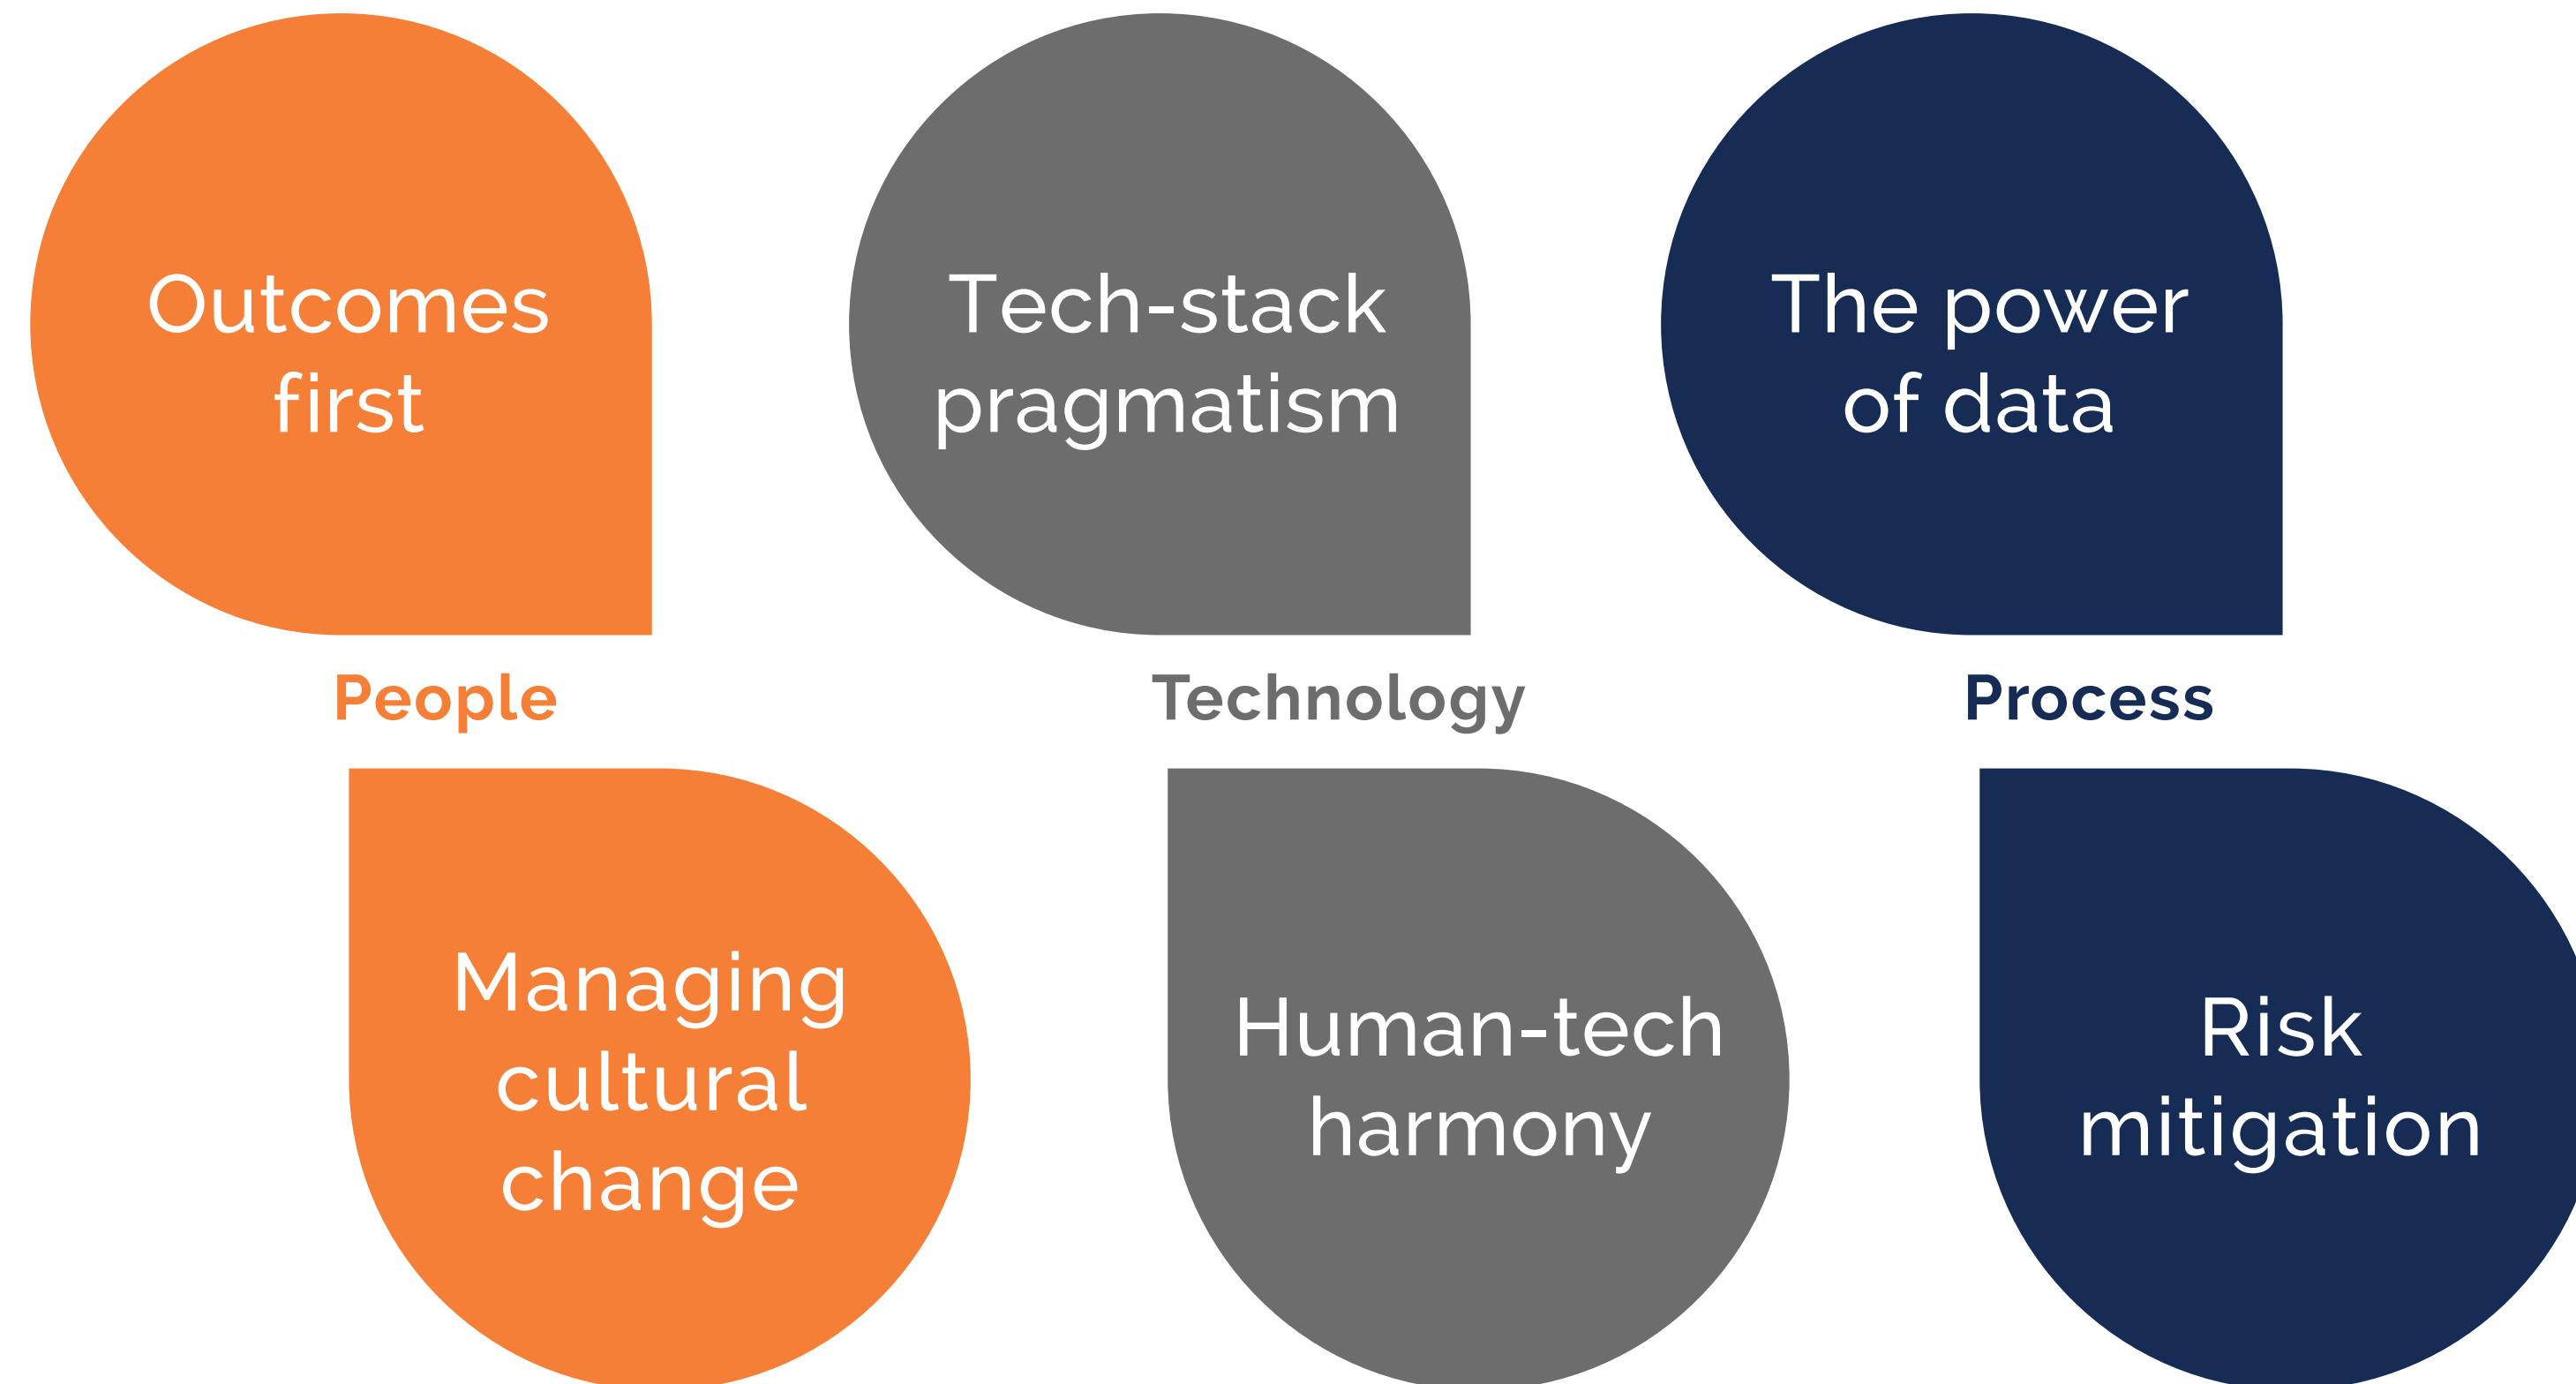 Outcomes
first
Tech-stack
pragmatism
The power
of data
People
Technology
Process
Managing
cultural
change
Human-tech
harmony
Risk
mitigation